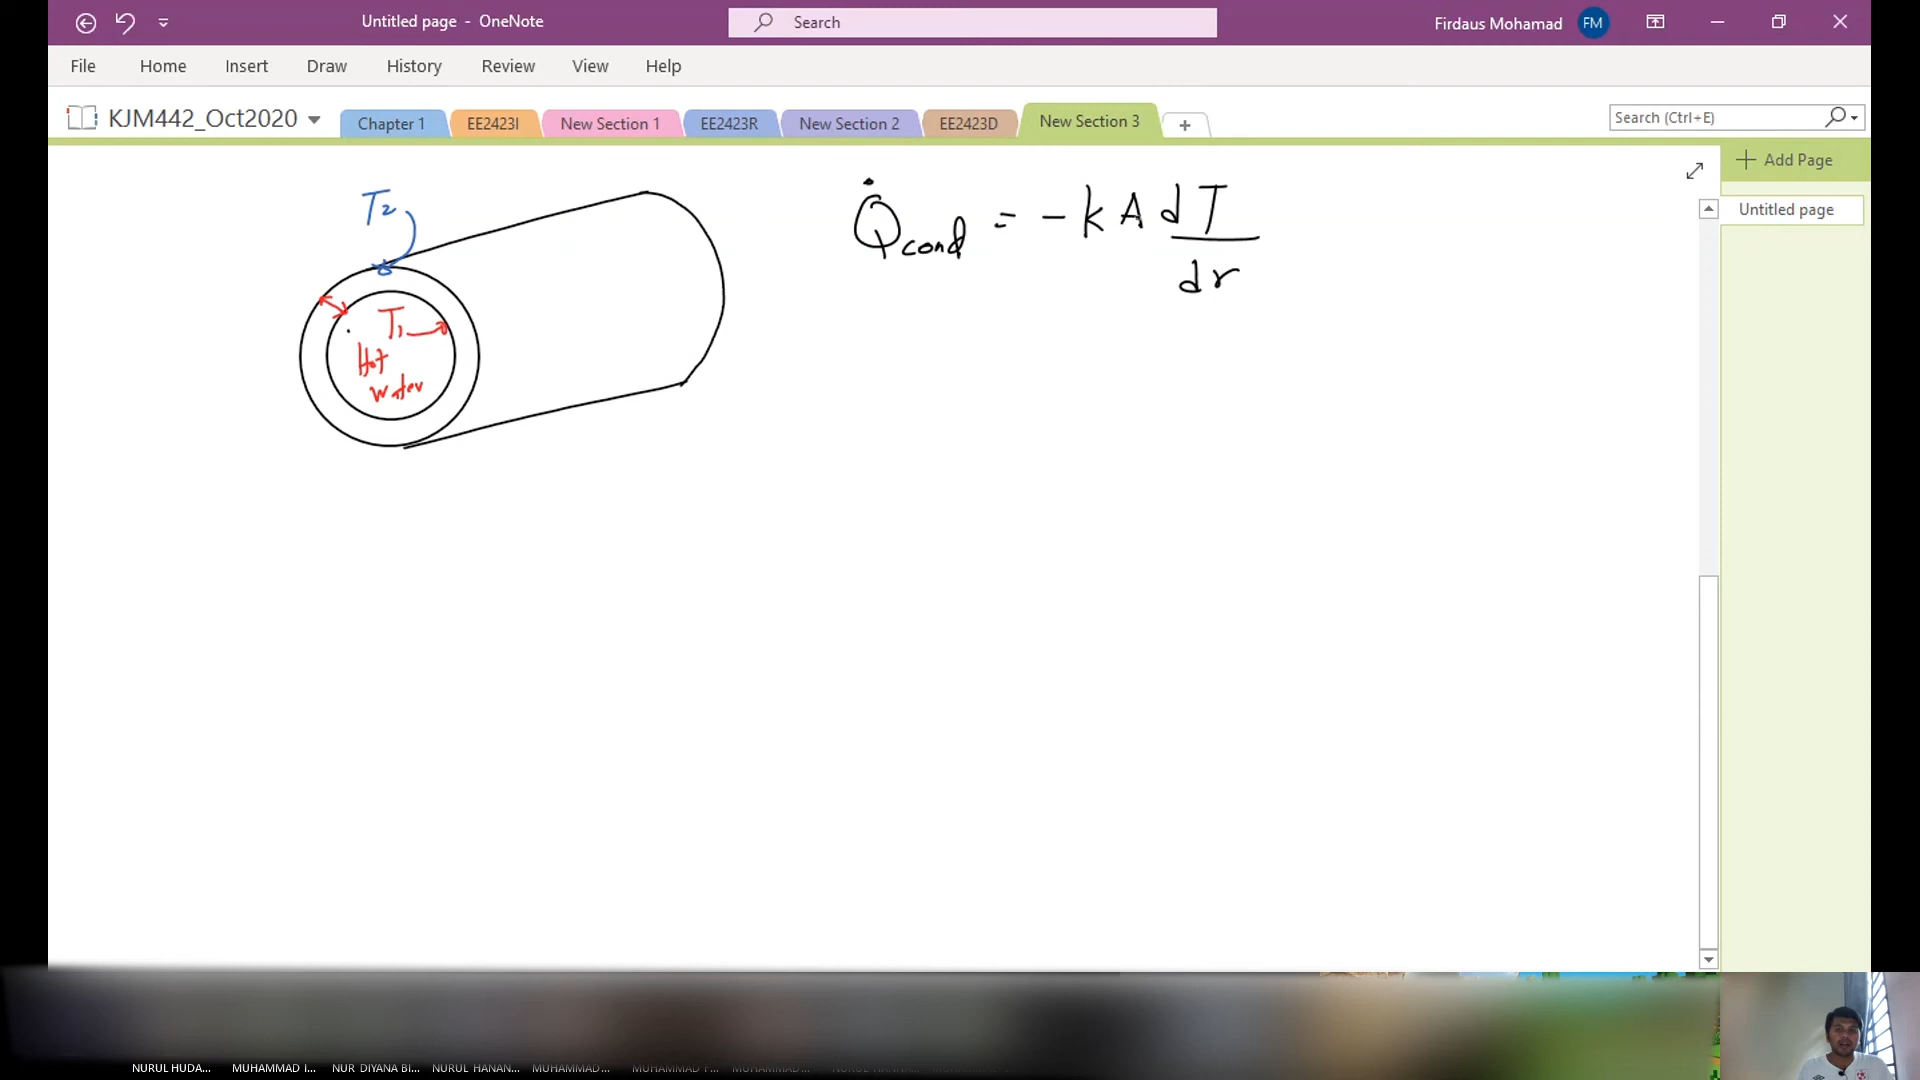 Untitled page - OneNote
Search
Firdaus Mohamad
FM
File Home Insert Draw History Review View Help
KJM442_Oct2020
Chapter 1
EE2423I
New Section 1
EE2423R
New Section 2
EE2423D
New Section 3
Search (Ctrl+E)
Add Page
Untitled page
T2
T1
Hot
water
Q̇cond = -kA dT
dr
NURUL HUDA...
MUHAMMAD I...
NUR DIYANA BI...
NURUL HANAN...
MUHAMMAD...
MUHAMMAD F...
MUHAMMAD...